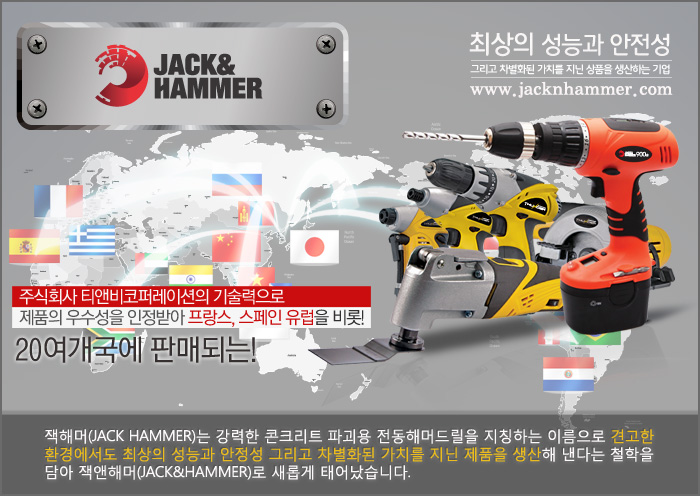 JACK&
HAMMER
최상의 성능과 안전성
그리고 차별화된 가치를 지닌 상품을 생산하는 기업
www.jacknhammer.com
주식회사 티앤비코퍼레이션의 기술력으로
제품의 우수성을 인정받아 프랑스, 스페인 유럽을 비롯!
20여개국에 판매되는!
잭해머(JACK HAMMER)는 강력한 콘크리트 파괴용 전동해머드릴을 지칭하는 이름으로 견고한
환경에서도 최상의 성능과 안정성 그리고 차별화된 가치를 지닌 제품을 생산해 낸다는 철학을
담아 잭앤해머(JACK&HAMMER)로 새롭게 태어났습니다.